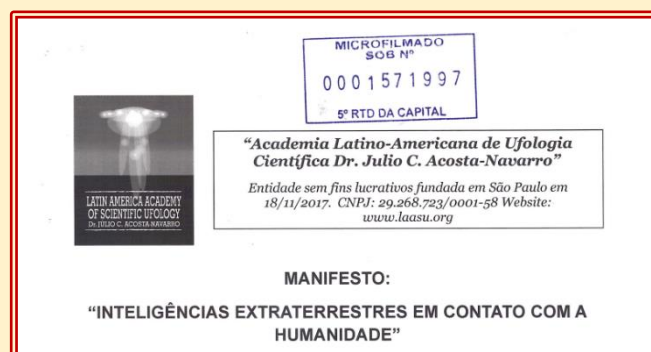 MICROFILMADO
SOB Nº
0001571997
5º RTD DA CAPITAL
LATIN AMERICA ACADEMY
OF SCIENTIFIC UFOLOGY
Dr. JULIO C. ACOSTA-NAVARRO
“Academia Latino-Americana de Ufologia
Científica Dr. Julio C. Acosta-Navarro”
Entidade sem fins lucrativos fundada em São Paulo em
18/11/2017. CNPJ: 29.268.723/0001-58 Website:
www.laasu.org
MANIFESTO:
“INTELIGÊNCIAS EXTRATERRESTRES EM CONTATO COM A
HUMANIDADE”